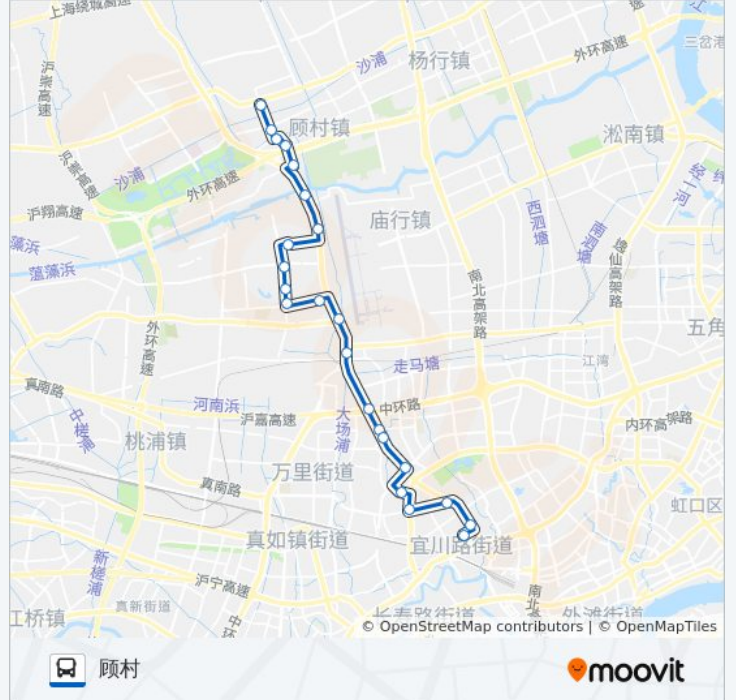 上海绕城高速
杨行镇
沙浦
外环高速
三岔港
沪崇高速
顾村镇
淞南镇
沪崇高速
沙浦
外环高速
经一河
纬
沪翔高速
庙行镇
西泗塘
南泗塘
逸仙高架路
藻浜
蕰藻浜
南北高架路
外环高速
五角
走马塘
江湾
真南路
河南浜
沪嘉高速
中环路
大场浦
内环高架路
中槎浦
桃浦镇
万里街道
真南路
虹口区
真如镇街道
宜川路街道
新槎浦
沪宁高速
南北
江桥镇
真新街道
中环
长寿路街道
外滩街道
© OpenStreetMap contributors | © OpenMapTiles
顾村
moovit